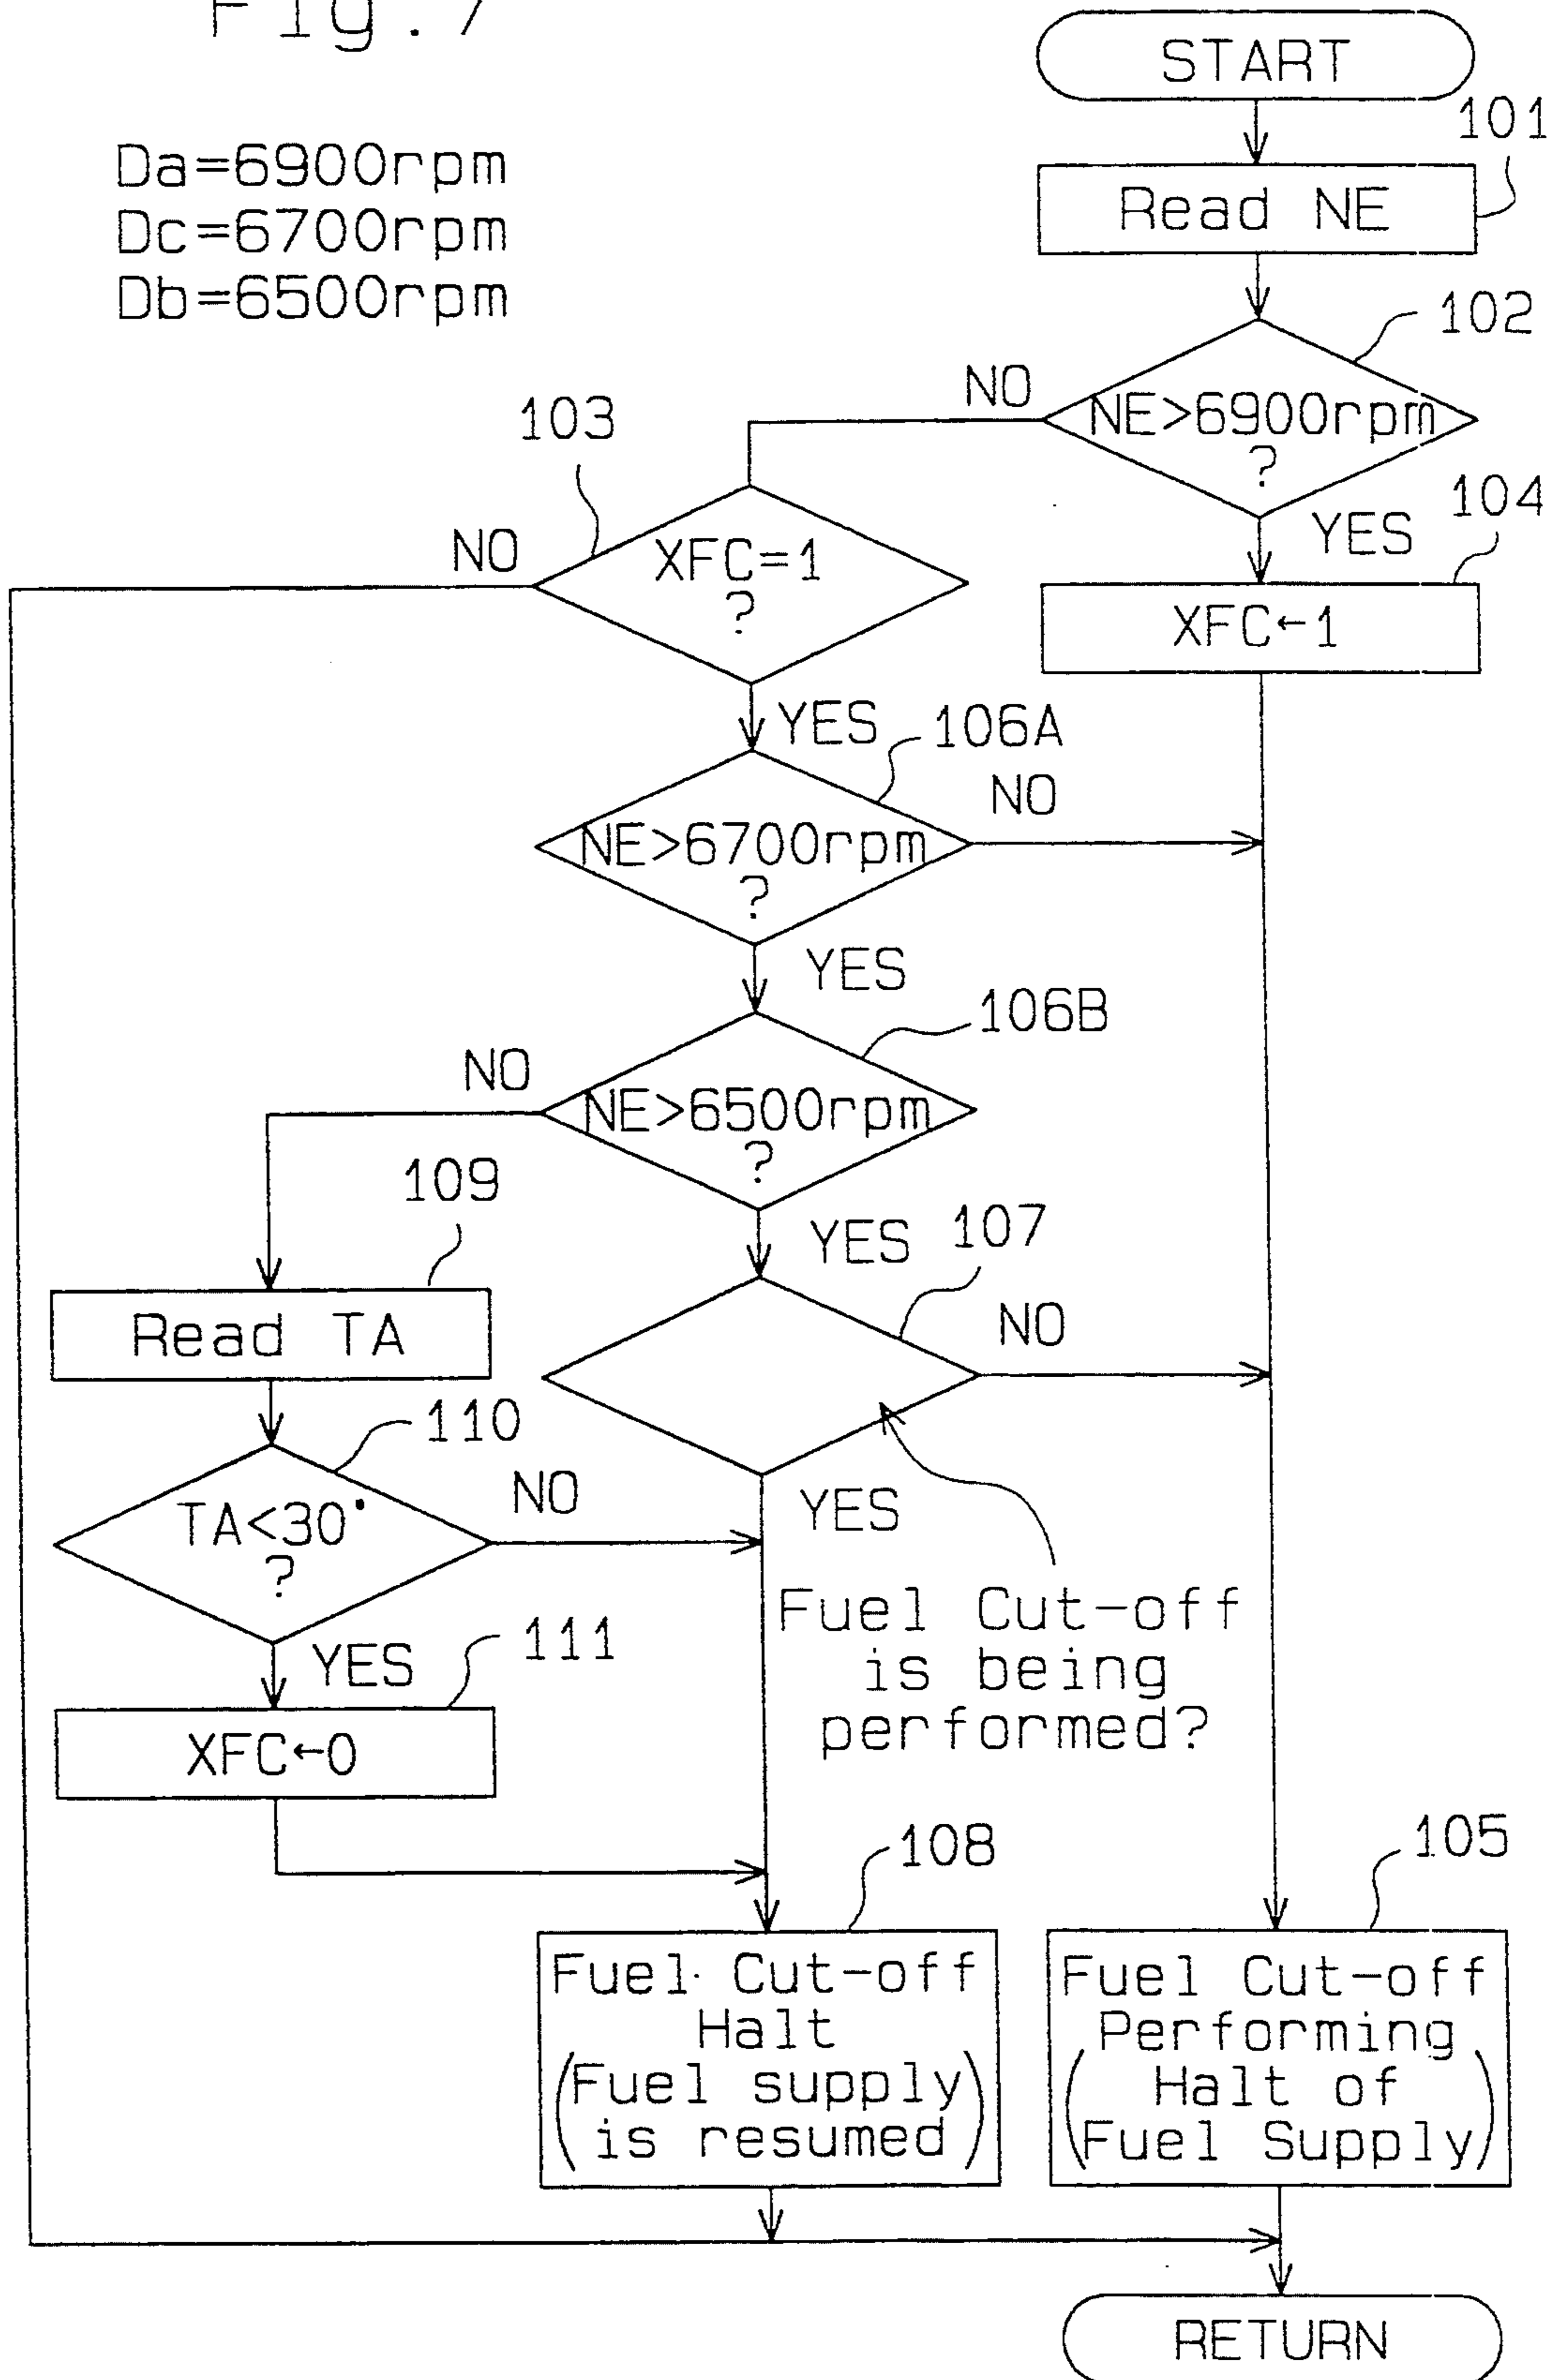 Fig. 7
Da=6900rpm
Dc=6700rpm
Db=6500rpm
START
101
Read NE
102
NE>6900rpm
?
NO
YES
103
XFC=1
?
NO
YES
104
XFC←1
106A
NE>6700rpm
?
NO
YES
106B
NE>6500rpm
?
NO
YES
109
Read TA
107
NO
YES
Fuel Cut-off
is being
performed?
110
TA<30°
?
NO
YES
111
XFC←0
108
Fuel Cut-off
Halt
(Fuel supply
is resumed)
105
Fuel Cut-off
Performing
(Halt of
Fuel Supply)
RETURN